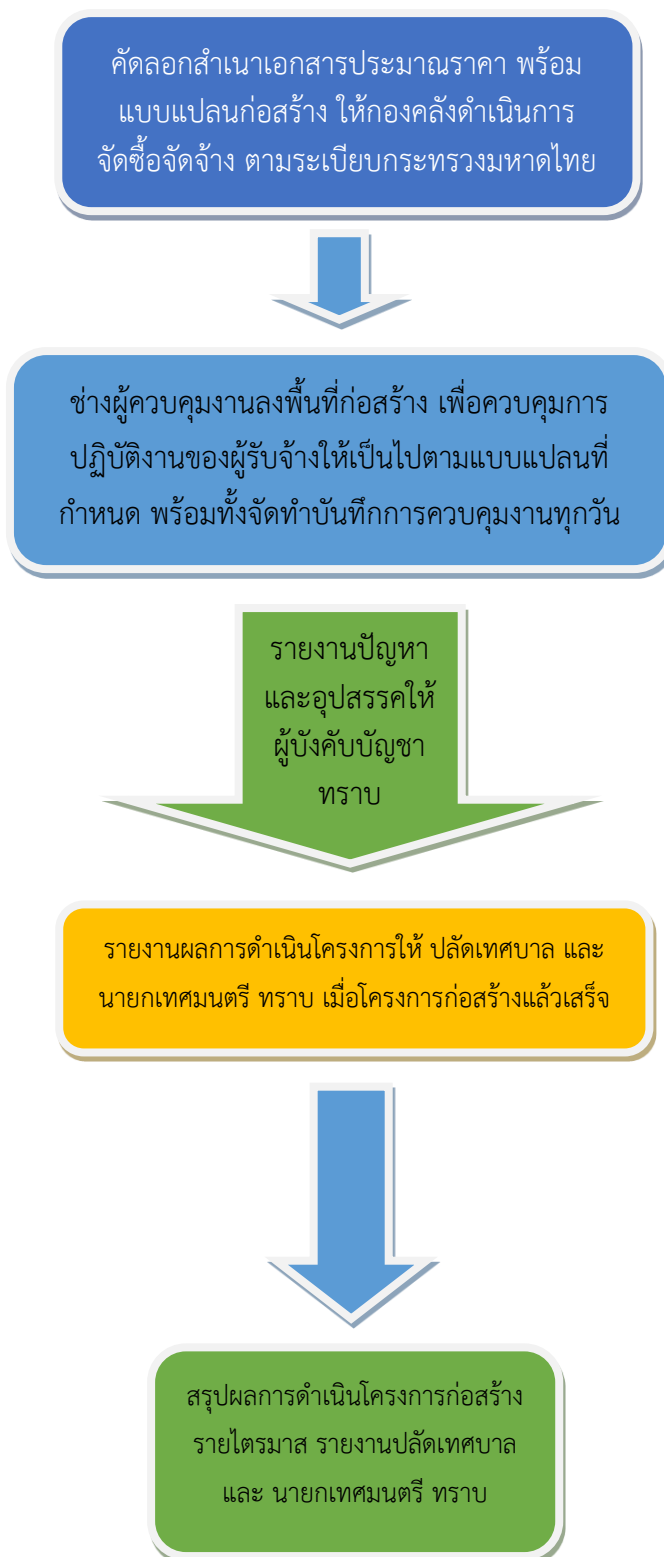 คัดลอกสำเนาเอกสารประมาณราคา พร้อม
แบบแปลนก่อสร้าง ให้กองคลังดำเนินการ
จัดซื้อจัดจ้าง ตามระเบียบกระทรวงมหาดไทย
ช่างผู้ควบคุมงานลงพื้นที่ก่อสร้าง เพื่อควบคุมการ
ปฏิบัติงานของผู้รับจ้างให้เป็นไปตามแบบแปลนที่
กำหนด พร้อมทั้งจัดทำบันทึกการควบคุมงานทุกวัน
รายงานปัญหา
และอุปสรรคให้
ผู้บังคับบัญชา
ทราบ
รายงานผลการดำเนินโครงการให้ ปลัดเทศบาล และ
นายกเทศมนตรี ทราบ เมื่อโครงการก่อสร้างแล้วเสร็จ
สรุปผลการดำเนินโครงการก่อสร้าง
รายไตรมาส รายงานปลัดเทศบาล
และ นายกเทศมนตรี ทราบ